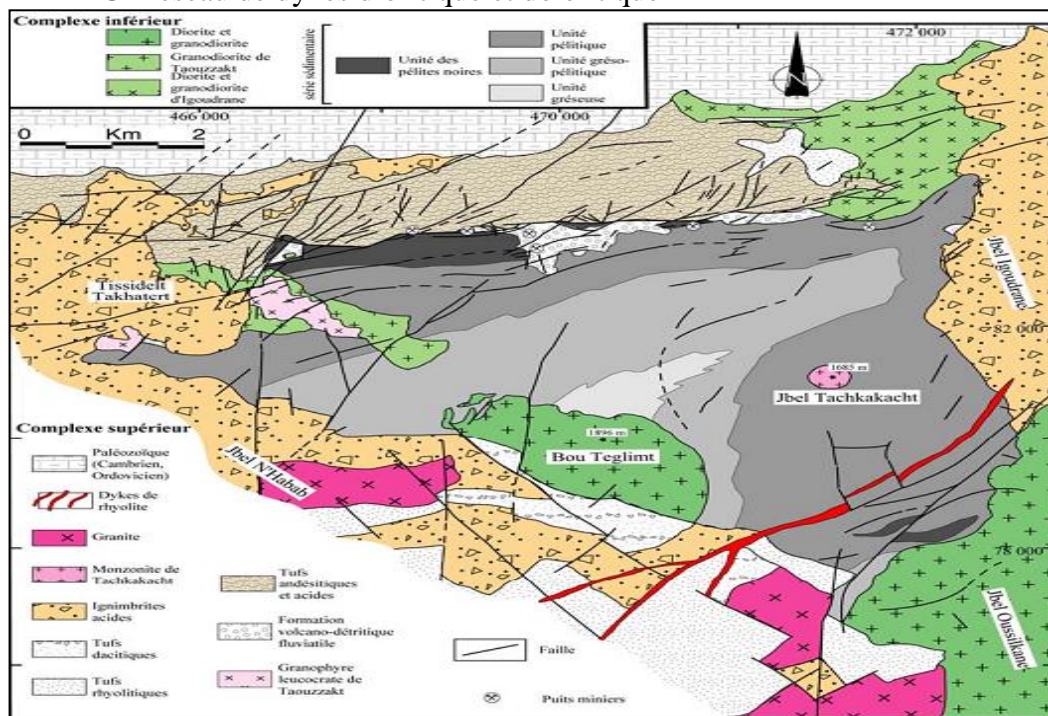 Complexe inférieur
Diorite et
granodiorite
Granodiorite de
Taouzzakt
Diorite et
granodiorite
d'Igoudrane
série sédimentaire
Unité des
pélites noires
Unité
pélitique
Unité gréso-
pélitique
Unité
gréseuse
N
472 000
466 000
470 000
0 Km 2
Tissidelt
Takhatert
Jbel Igoudrane
82 000
1685 m
Jbel Tachkakacht
1896 m
Bou Teglimt
Jbel N'Habab
78 000
Jbel Oussilkane
Complexe supérieur
Paléozoïque
(Cambrien,
Ordovicien)
Dykes de
rhyolite
Granite
Monzonite de
Tachkakacht
Ignimbrites
acides
Tufs
dacitiques
Tufs
rhyolitiques
Tufs
andésitiques
et acides
Formation
volcano-détritique
fluviatile
Granophyre
leucocrate de
Taouzzakt
Faille
Puits miniers